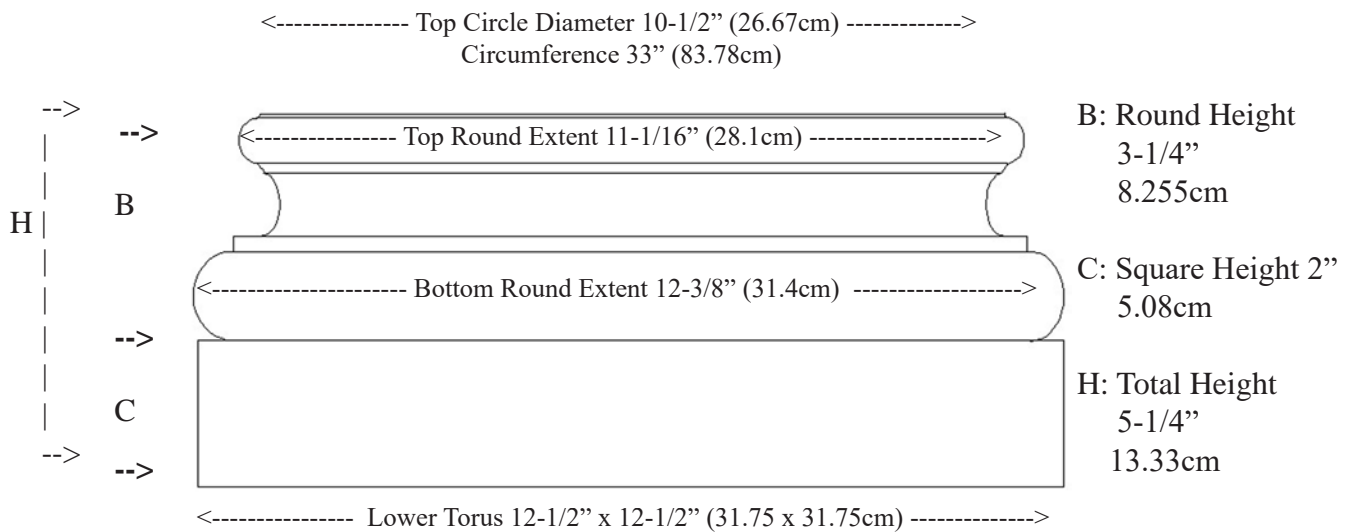 <--------------- Top Circle Diameter 10-1/2” (26.67cm) ------------->
Circumference 33” (83.78cm)
-->
-->
<---------------- Top Round Extent 11-1/16” (28.1cm) ------------------->
B: Round Height
3-1/4”
8.255cm
B
H
C: Square Height 2”
5.08cm
<--------------------- Bottom Round Extent 12-3/8” (31.4cm) ------------------>
-->
H: Total Height
5-1/4”
13.33cm
C
-->
-->
<---------------- Lower Torus 12-1/2” x 12-1/2” (31.75 x 31.75cm) ------------->